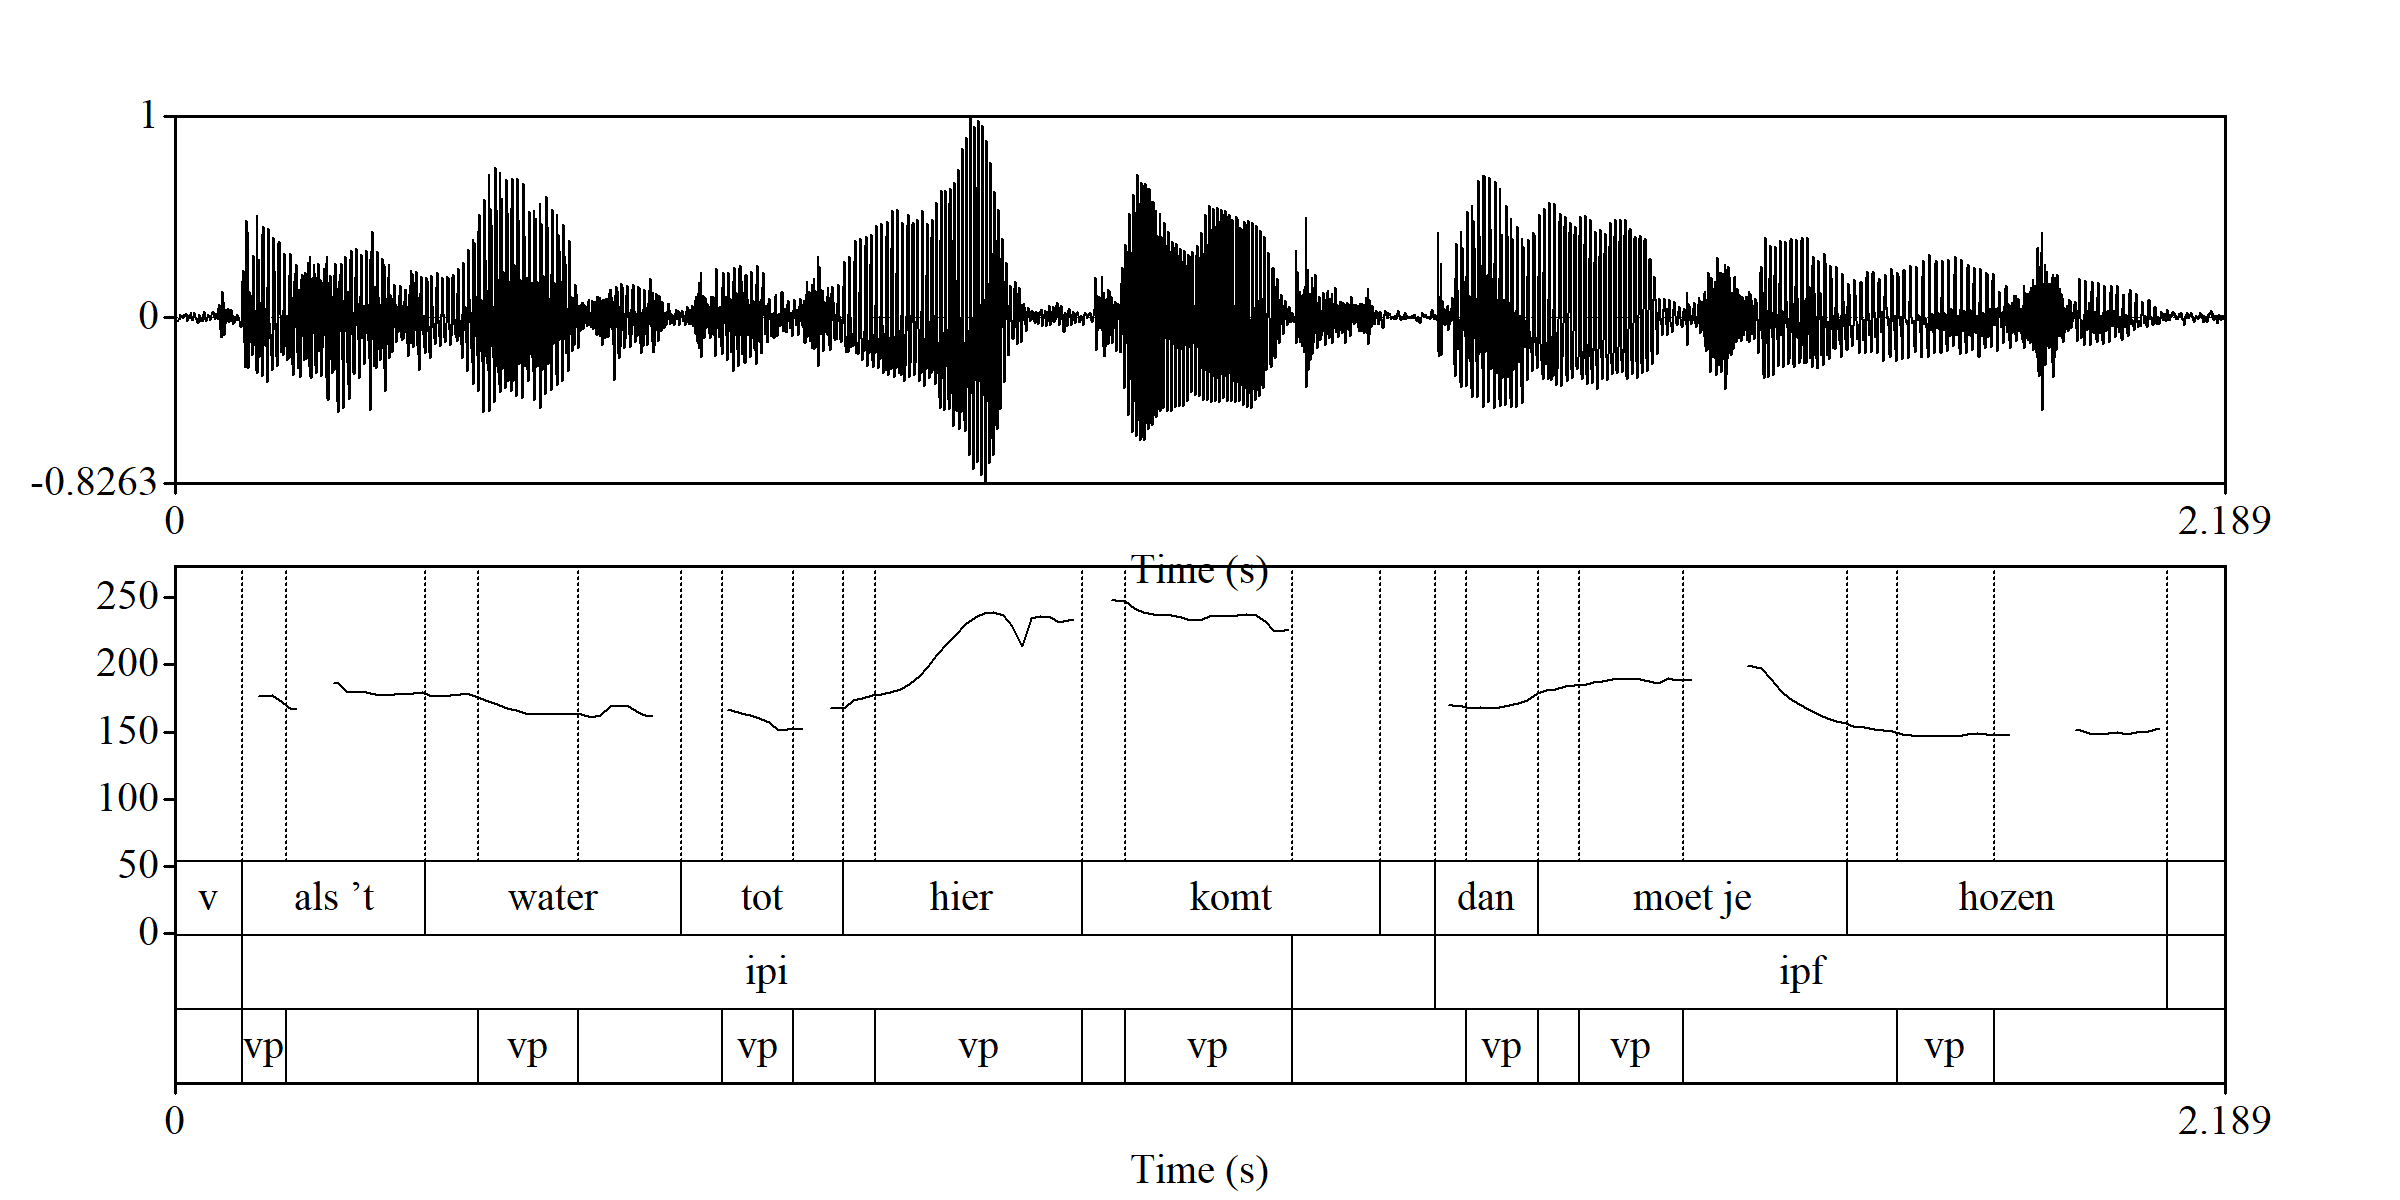 1
0
-0.8263
0 2.189
Time (s)
250
200
150
100
50
0
v als ’t water tot hier komt dan moet je hozen
ipi ipf
vp vp vp vp vp vp vp vp
0 2.189
Time (s)